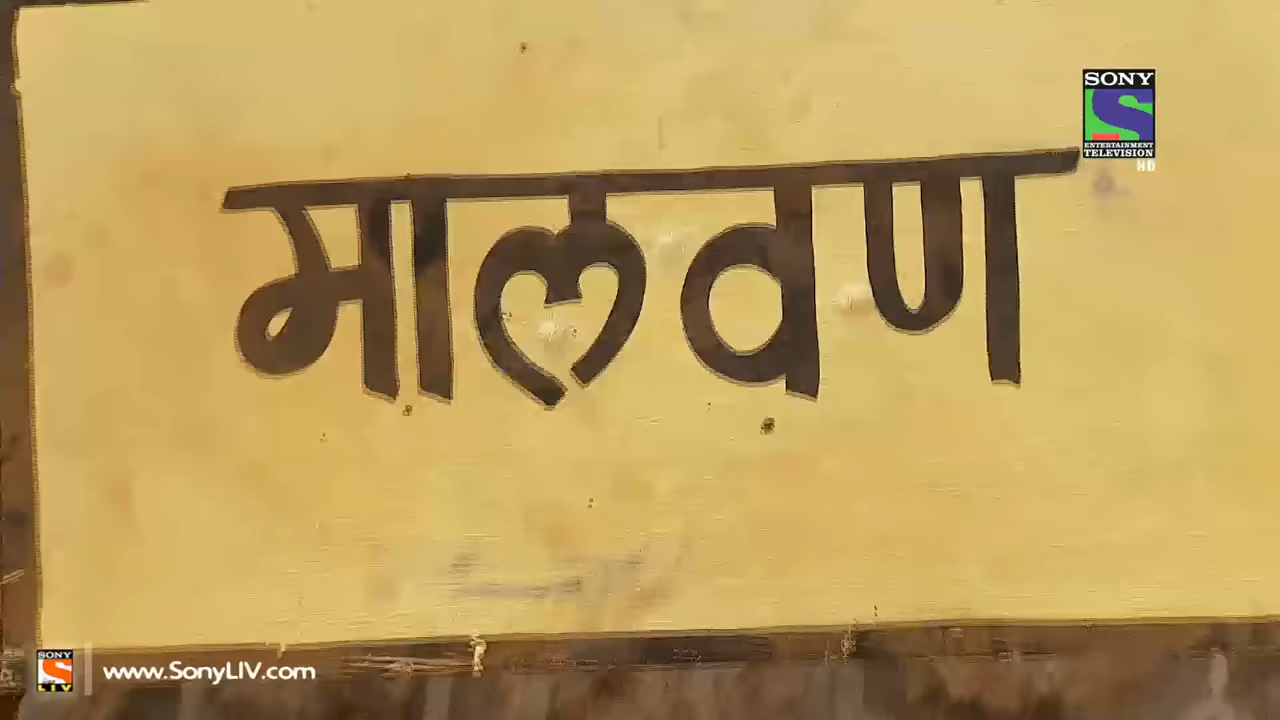 मालवण
SONY
ENTERTAINMENT
TELEVISION
HD
SONY
LIV
www.SonyLIV.com